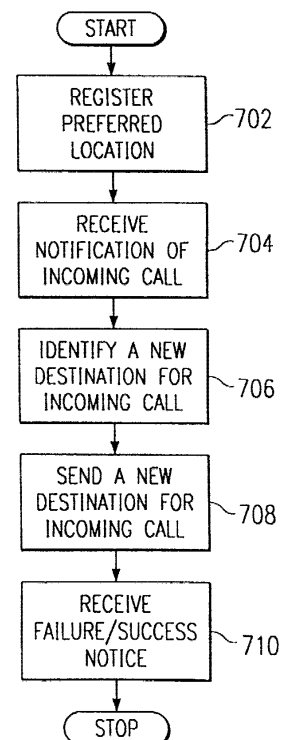 START
REGISTER
PREFERRED
LOCATION
702
RECEIVE
NOTIFICATION OF
INCOMING CALL
704
IDENTIFY A NEW
DESTINATION FOR
INCOMING CALL
706
SEND A NEW
DESTINATION FOR
INCOMING CALL
708
RECEIVE
FAILURE/SUCCESS
NOTICE
710
STOP